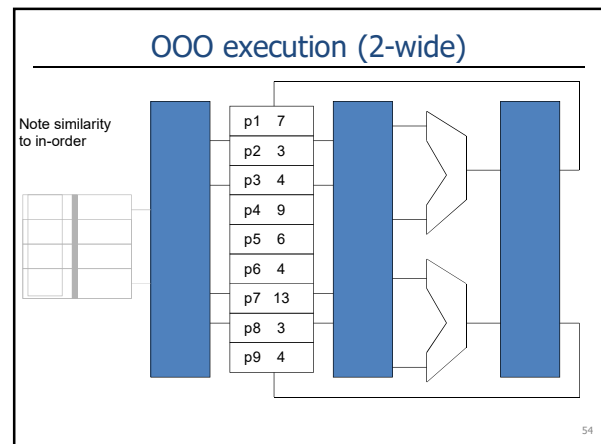 OOO execution (2-wide)
Note similarity
to in-order
p1 7
p2 3
p3 4
p4 9
p5 6
p6 4
p7 13
p8 3
p9 4
54